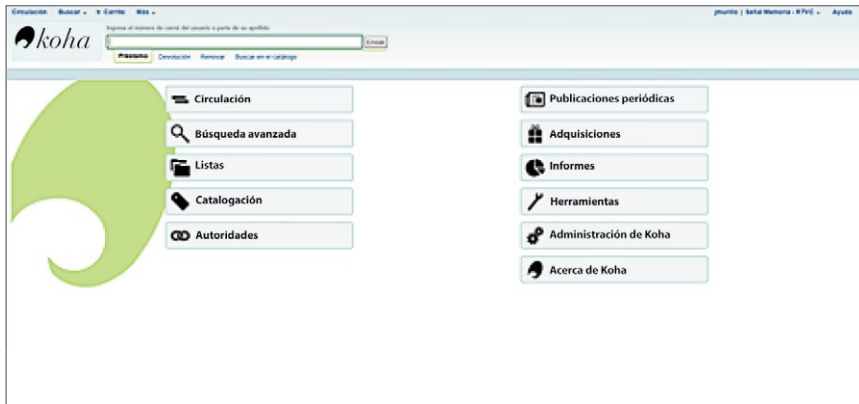 Circulación Buscar Carrito Más
jmurillo | Señal Memoria - RTVC Ayuda
koha
Ingrese el número de carné del usuario o parte de su apellido:
Enviar
Préstamo Devolución Renovar Buscar en el catálogo
Circulación
Búsqueda avanzada
Listas
Catalogación
Autoridades
Publicaciones periódicas
Adquisiciones
Informes
Herramientas
Administración de Koha
Acerca de Koha